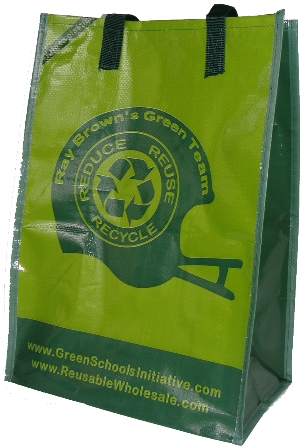 Ray Brown's Green Team
REDUCE REUSE
RECYCLE
www.GreenSchoolsInitiative.com
www.ReusableWholesale.com